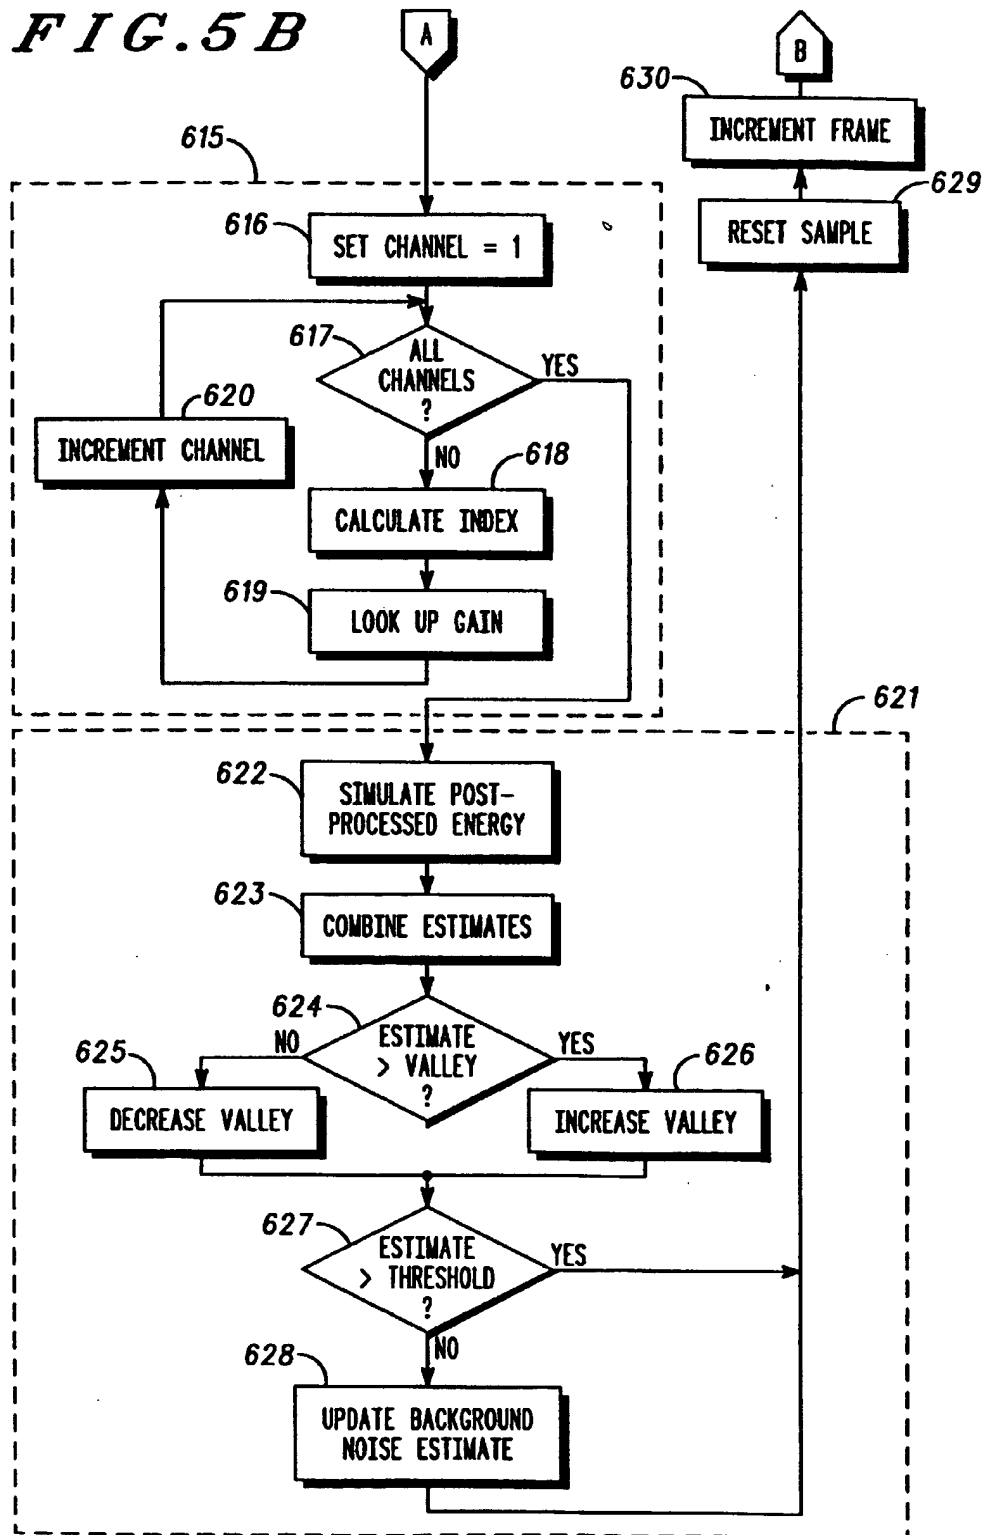 FIG.5B
A
B
630
INCREMENT FRAME
629
RESET SAMPLE
615
616
SET CHANNEL = 1
617
ALL
CHANNELS
?
YES
NO
620
INCREMENT CHANNEL
618
CALCULATE INDEX
619
LOOK UP GAIN
621
622
SIMULATE POST-
PROCESSED ENERGY
623
COMBINE ESTIMATES
624
ESTIMATE
> VALLEY
?
NO
YES
625
DECREASE VALLEY
626
INCREASE VALLEY
627
ESTIMATE
> THRESHOLD
?
YES
NO
628
UPDATE BACKGROUND
NOISE ESTIMATE